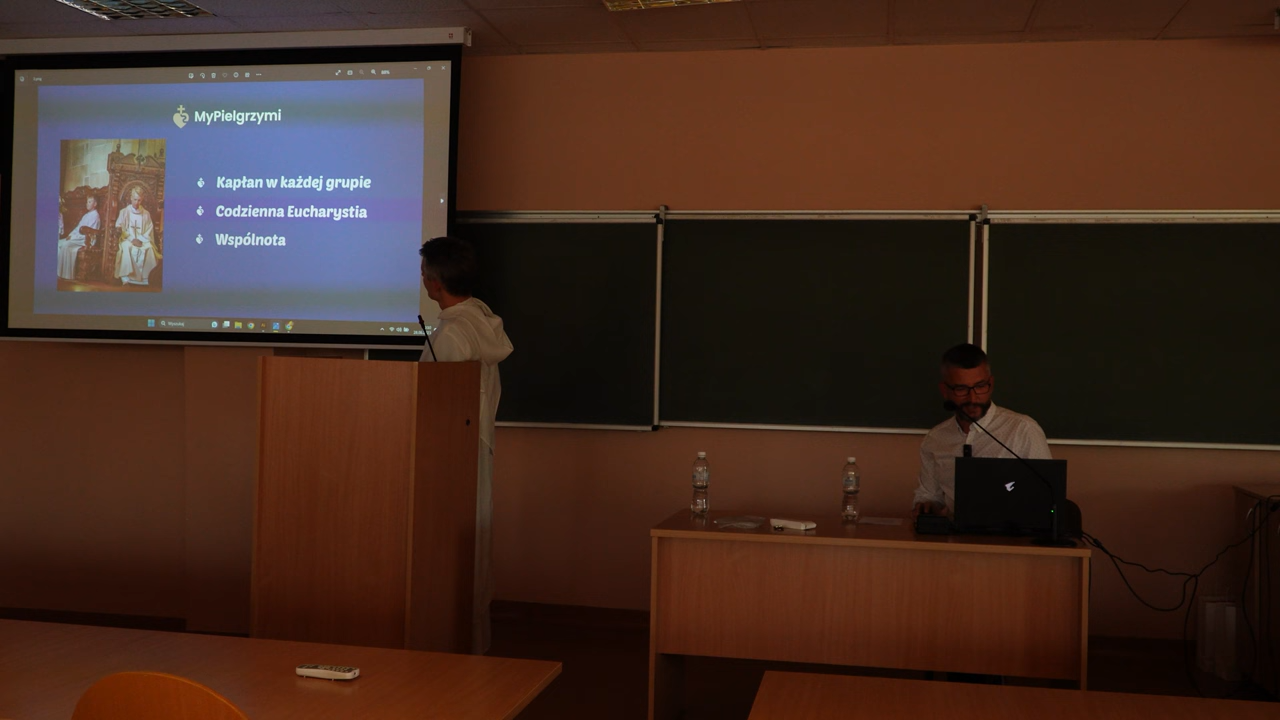 MyPielgrzymi
Kapłan w każdej grupie
Codzienna Eucharystia
Wspólnota